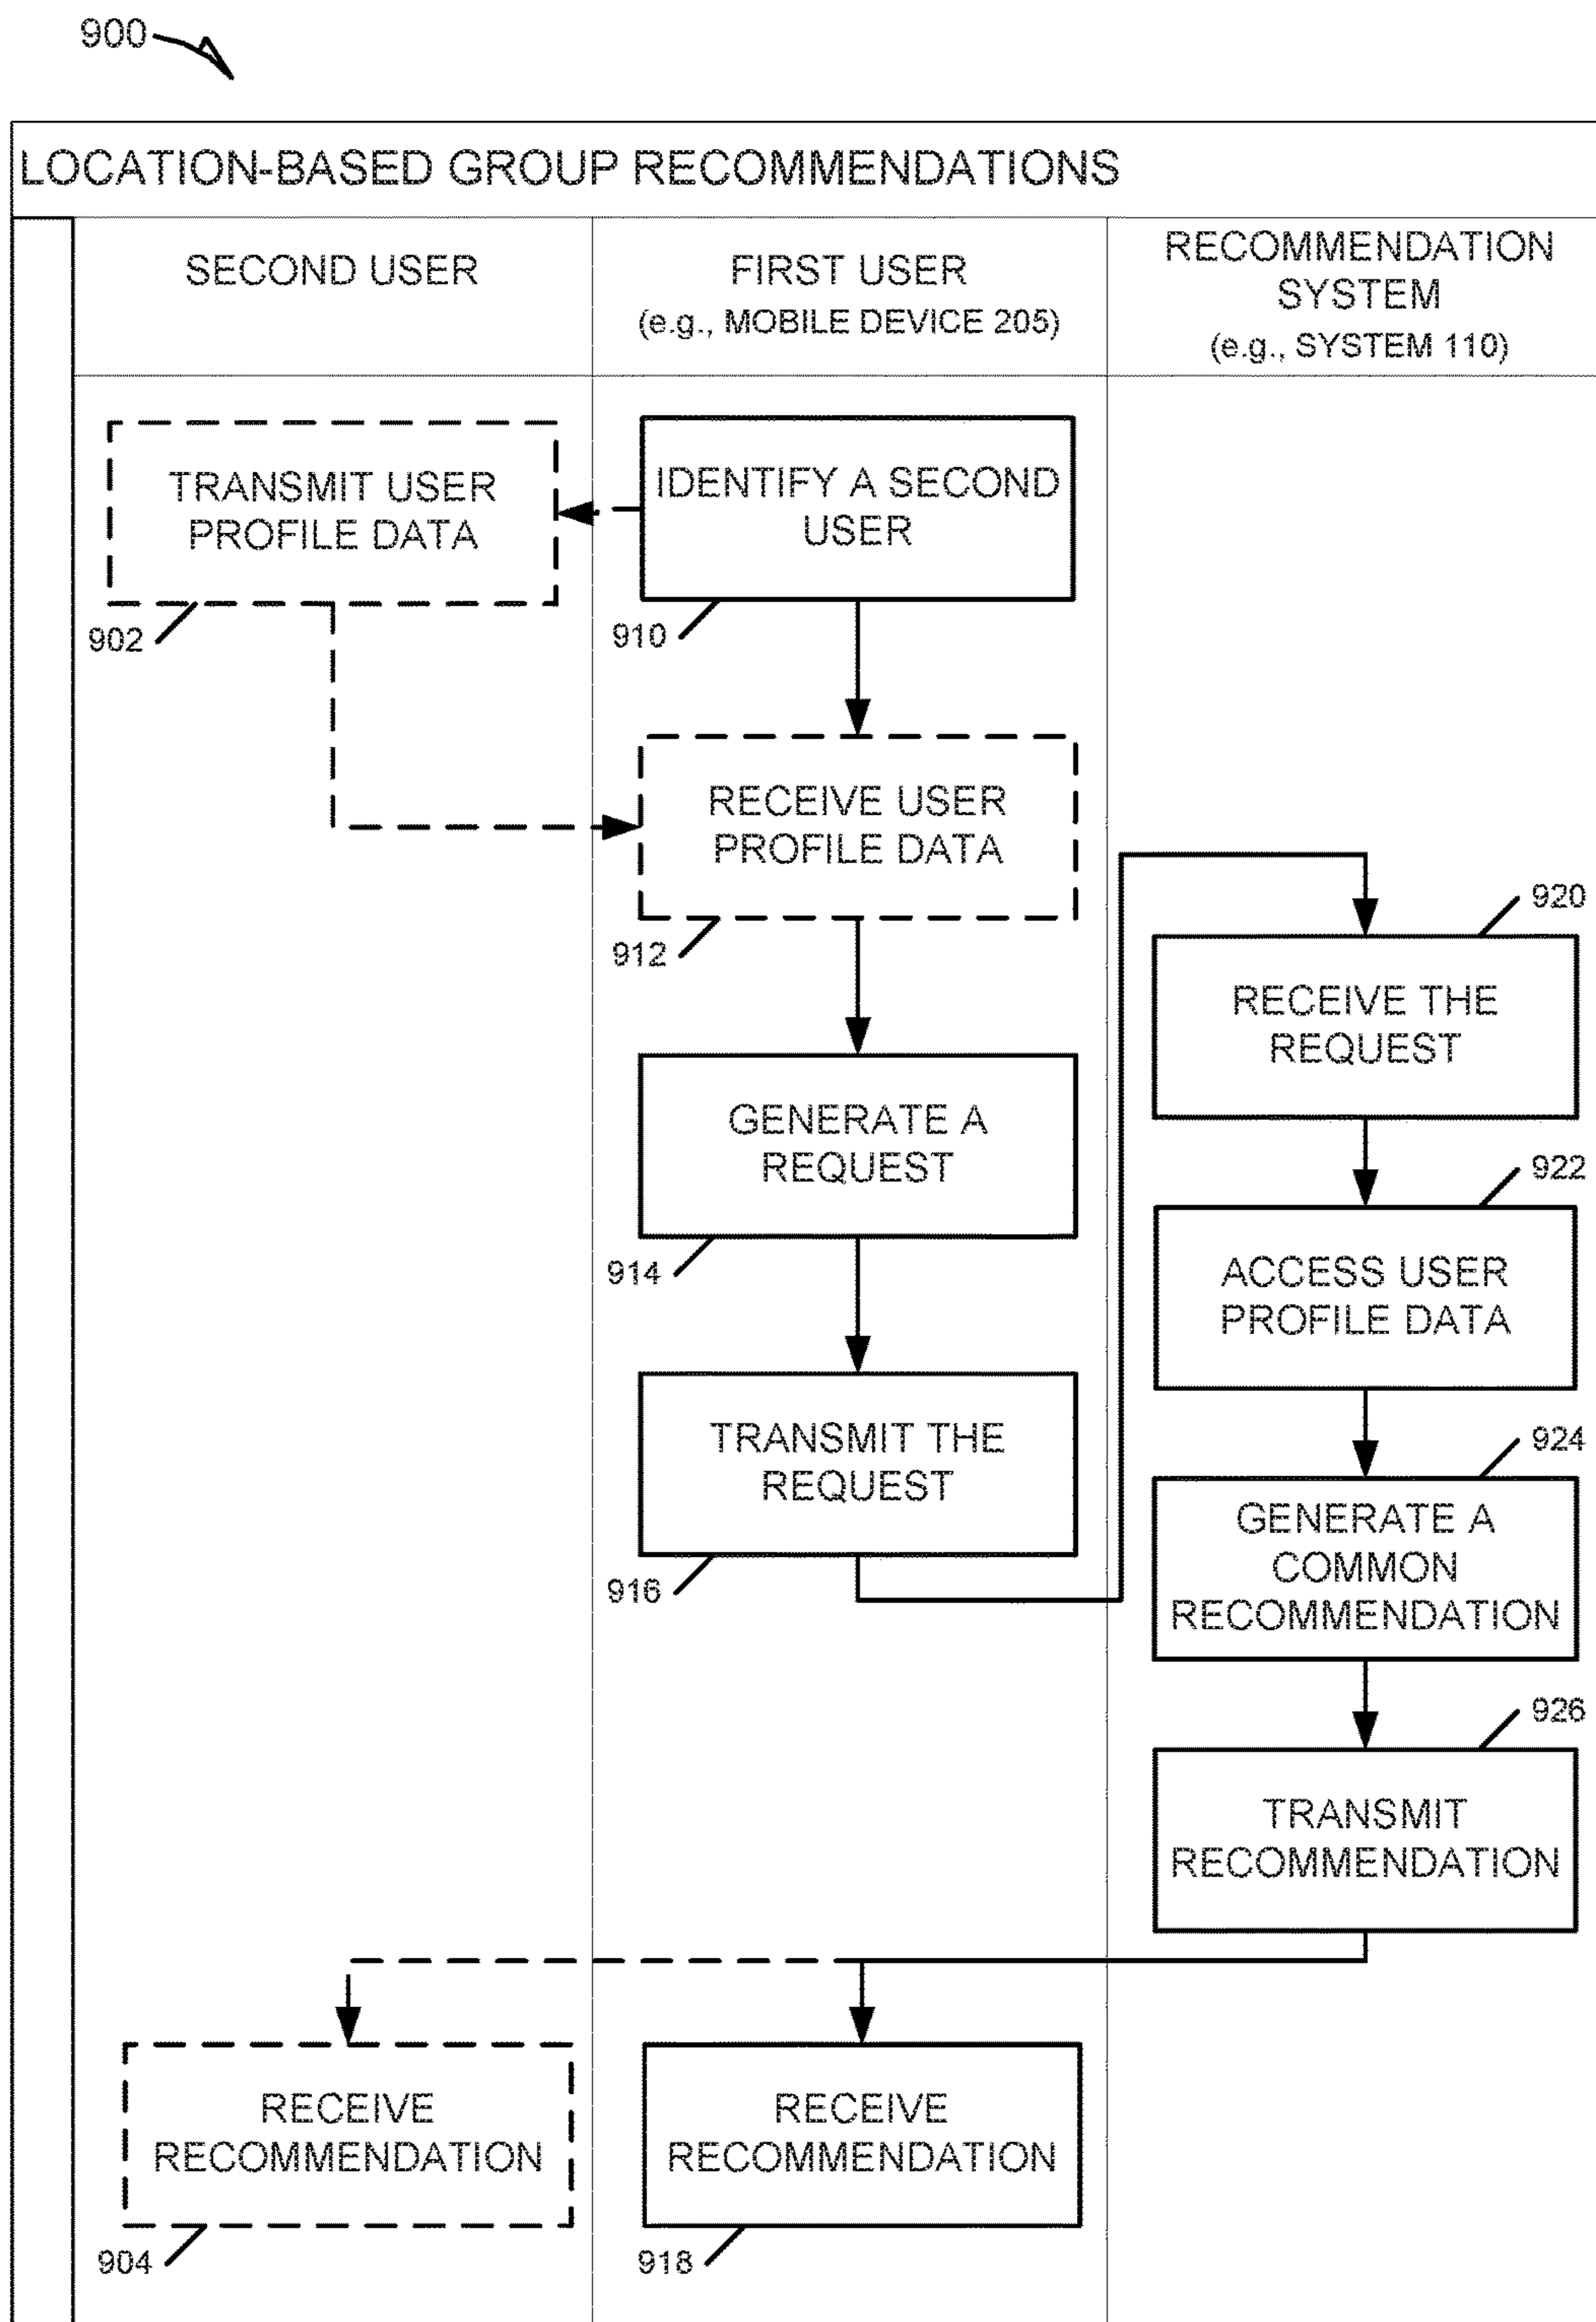 900
LOCATION-BASED GROUP RECOMMENDATIONS
SECOND USER
FIRST USER
(e.g., MOBILE DEVICE 205)
RECOMMENDATION
SYSTEM
(e.g., SYSTEM 110)
TRANSMIT USER
PROFILE DATA
902
IDENTIFY A SECOND
USER
910
RECEIVE USER
PROFILE DATA
912
GENERATE A
REQUEST
914
TRANSMIT THE
REQUEST
916
920
RECEIVE THE
REQUEST
922
ACCESS USER
PROFILE DATA
924
GENERATE A
COMMON
RECOMMENDATION
926
TRANSMIT
RECOMMENDATION
RECEIVE
RECOMMENDATION
904
RECEIVE
RECOMMENDATION
918